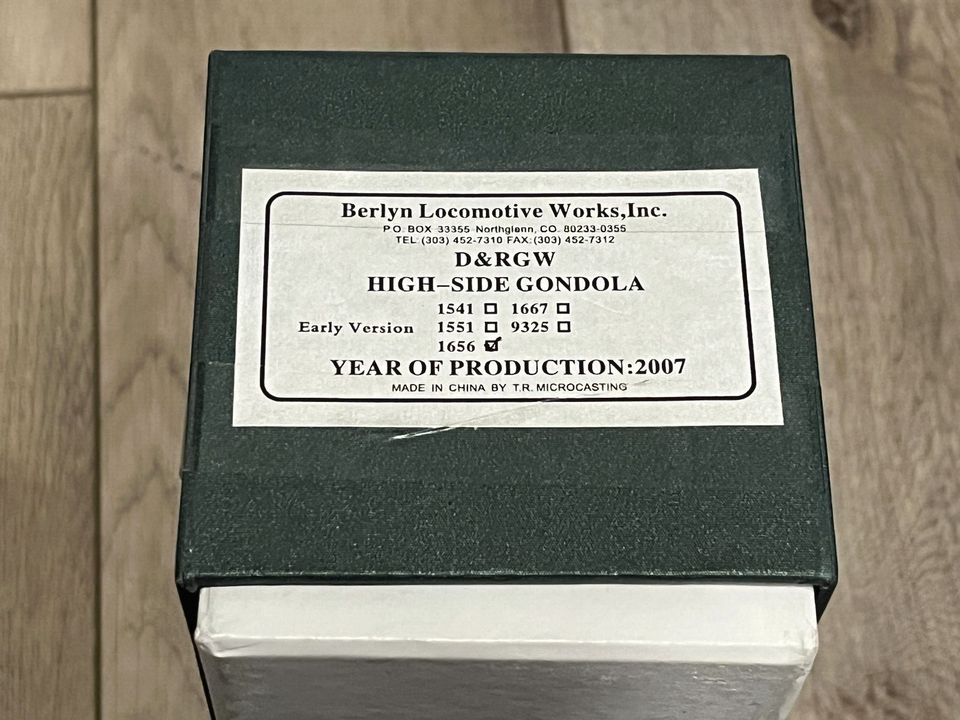 Berlyn Locomotive Works,Inc.
P.O. BOX 33355 Northglenn, CO. 80233-0355
TEL:(303) 452-7310 FAX:(303) 452-7312
D&RGW
HIGH–SIDE GONDOLA
1541 ☐ 1667 ☐
Early Version 1551 ☐ 9325 ☐
1656 ☑
YEAR OF PRODUCTION:2007
MADE IN CHINA BY T.R. MICROCASTING